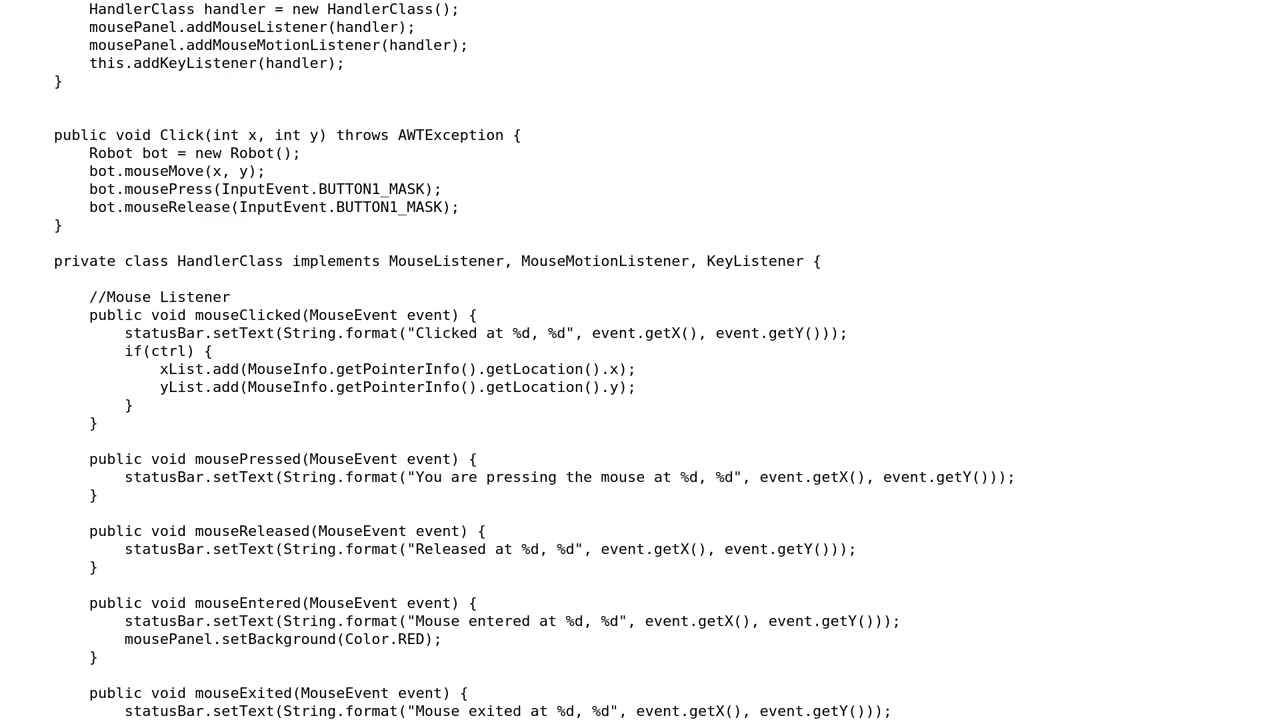 HandlerClass handler = new HandlerClass();
mousePanel.addMouseListener(handler);
mousePanel.addMouseMotionListener(handler);
this.addKeyListener(handler);
}
public void Click(int x, int y) throws AWTException {
Robot bot = new Robot();
bot.mouseMove(x, y);
bot.mousePress(InputEvent.BUTTON1_MASK);
bot.mouseRelease(InputEvent.BUTTON1_MASK);
}
private class HandlerClass implements MouseListener, MouseMotionListener, KeyListener {
//Mouse Listener
public void mouseClicked(MouseEvent event) {
statusBar.setText(String.format("Clicked at %d, %d", event.getX(), event.getY()));
if(ctrl) {
xList.add(MouseInfo.getPointerInfo().getLocation().x);
yList.add(MouseInfo.getPointerInfo().getLocation().y);
}
}
public void mousePressed(MouseEvent event) {
statusBar.setText(String.format("You are pressing the mouse at %d, %d", event.getX(), event.getY()));
}
public void mouseReleased(MouseEvent event) {
statusBar.setText(String.format("Released at %d, %d", event.getX(), event.getY()));
}
public void mouseEntered(MouseEvent event) {
statusBar.setText(String.format("Mouse entered at %d, %d", event.getX(), event.getY()));
mousePanel.setBackground(Color.RED);
}
public void mouseExited(MouseEvent event) {
statusBar.setText(String.format("Mouse exited at %d, %d", event.getX(), event.getY()));